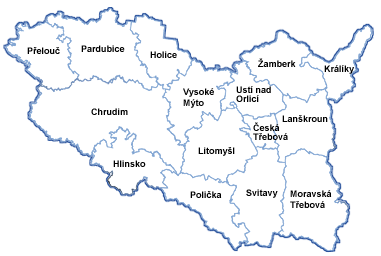 Přelouč
Pardubice
Holice
Žamberk
Králíky
Vysoké
Mýto
Ústí nad
Orlicí
Chrudim
Lanškroun
Česká
Třebová
Litomyšl
Hlinsko
Polička
Svitavy
Moravská
Třebová